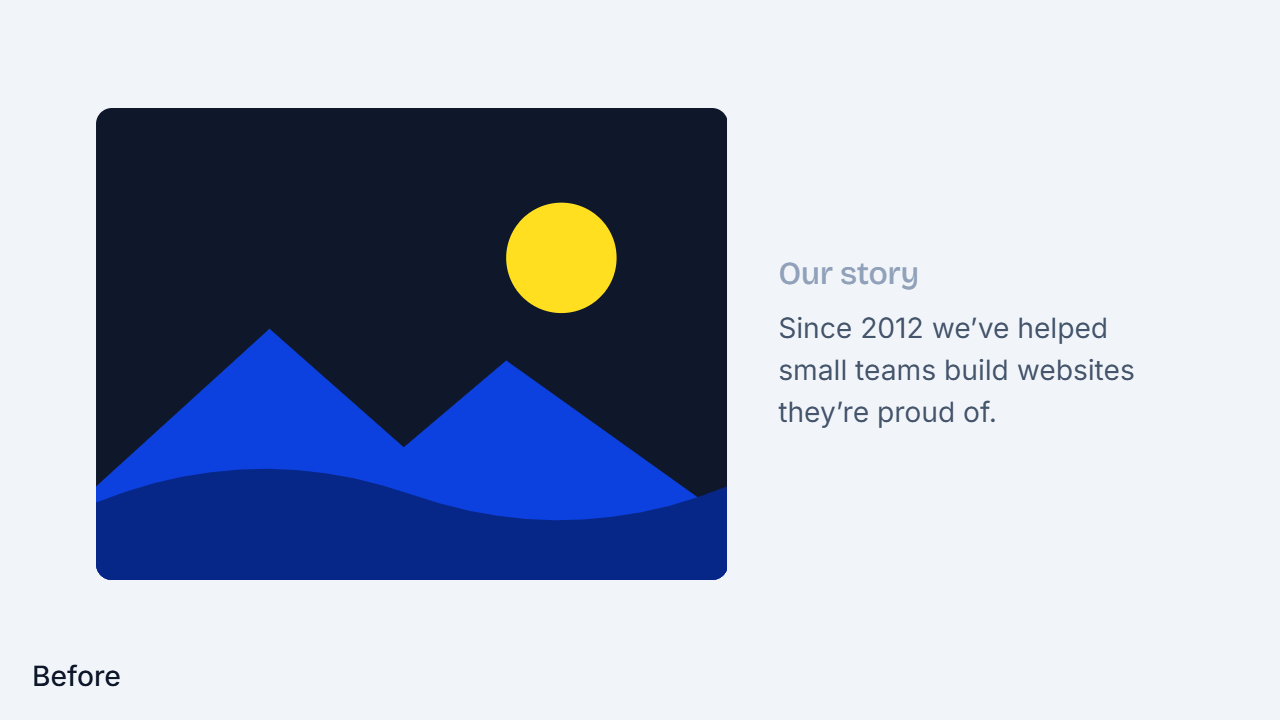 Our story
Since 2012 we’ve helped
small teams build websites
they’re proud of.
Before